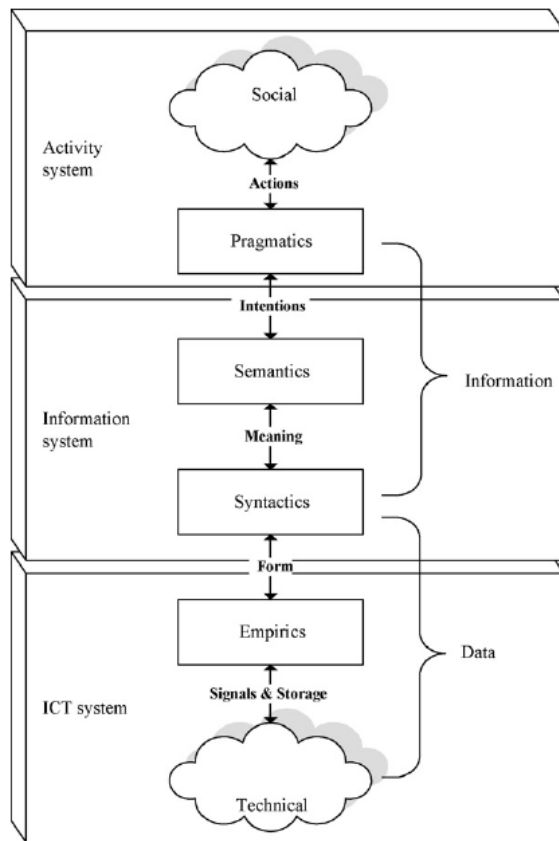 Social
Activity
system
Actions
Pragmatics
Intentions
Semantics
Information
Information
system
Meaning
Syntactics
Form
Empirics
Data
Signals & Storage
ICT system
Technical